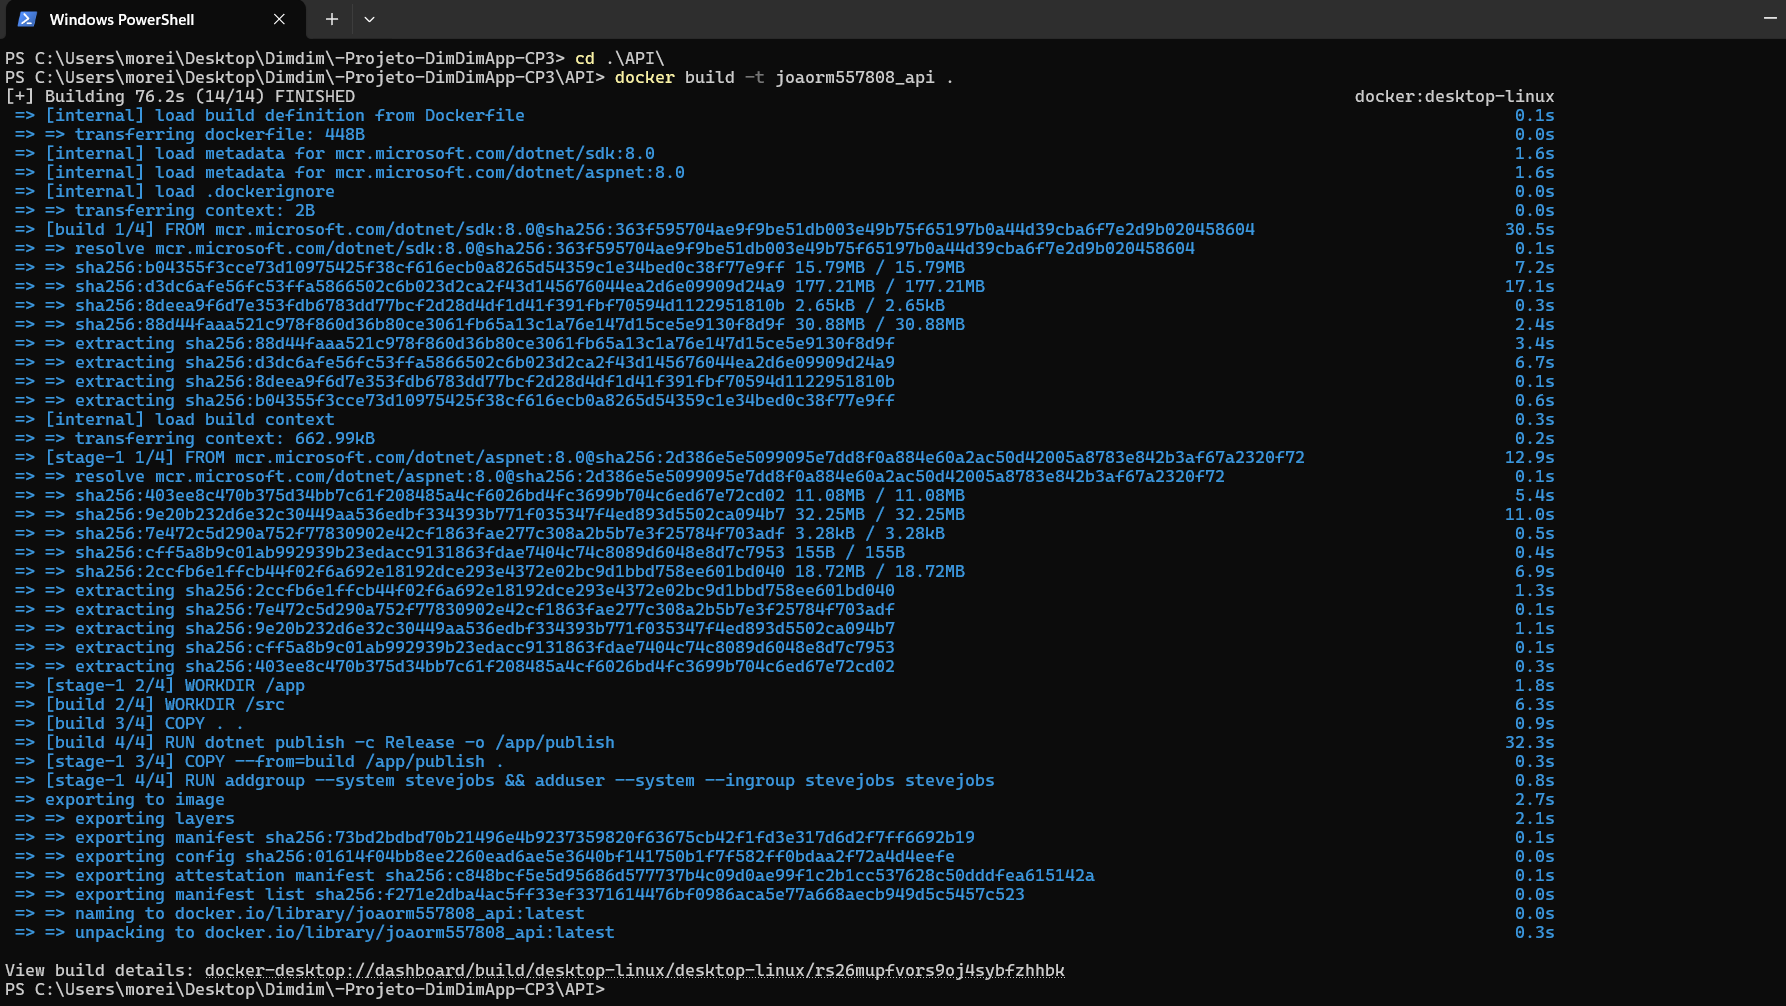 Windows PowerShell
PS C:\Users\morei\Desktop\Dimdim\-Projeto-DimDimApp-CP3> cd .\API\
PS C:\Users\morei\Desktop\Dimdim\-Projeto-DimDimApp-CP3\API> docker build -t joaorm557808_api .
[+] Building 76.2s (14/14) FINISHED docker:desktop-linux
=> [internal] load build definition from Dockerfile 0.1s
=> => transferring dockerfile: 448B 0.0s
=> [internal] load metadata for mcr.microsoft.com/dotnet/sdk:8.0 1.6s
=> [internal] load metadata for mcr.microsoft.com/dotnet/aspnet:8.0 1.6s
=> [internal] load .dockerignore 0.0s
=> => transferring context: 2B 0.0s
=> [build 1/4] FROM mcr.microsoft.com/dotnet/sdk:8.0@sha256:363f595704ae9f9be51db003e49b75f65197b0a44d39cba6f7e2d9b020458604 30.5s
=> => resolve mcr.microsoft.com/dotnet/sdk:8.0@sha256:363f595704ae9f9be51db003e49b75f65197b0a44d39cba6f7e2d9b020458604 0.1s
=> => sha256:b04355f3cce73d10975425f38cf616ecb0a8265d54359c1e34bed0c38f77e9ff 15.79MB / 15.79MB 7.2s
=> => sha256:d3dc6afe56fc53ffa5866502c6b023d2ca2f43d145676044ea2d6e09909d24a9 177.21MB / 177.21MB 17.1s
=> => sha256:8deea9f6d7e353fdb6783dd77bcf2d28d4df1d41f391fbf70594d1122951810b 2.65kB / 2.65kB 0.3s
=> => sha256:88d44faaa521c978f860d36b80ce3061fb65a13c1a76e147d15ce5e9130f8d9f 30.88MB / 30.88MB 2.4s
=> => extracting sha256:88d44faaa521c978f860d36b80ce3061fb65a13c1a76e147d15ce5e9130f8d9f 3.4s
=> => extracting sha256:d3dc6afe56fc53ffa5866502c6b023d2ca2f43d145676044ea2d6e09909d24a9 6.7s
=> => extracting sha256:8deea9f6d7e353fdb6783dd77bcf2d28d4df1d41f391fbf70594d1122951810b 0.1s
=> => extracting sha256:b04355f3cce73d10975425f38cf616ecb0a8265d54359c1e34bed0c38f77e9ff 0.6s
=> [internal] load build context 0.3s
=> => transferring context: 662.99kB 0.2s
=> [stage-1 1/4] FROM mcr.microsoft.com/dotnet/aspnet:8.0@sha256:2d386e5e5099095e7dd8f0a884e60a2ac50d42005a8783e842b3af67a2320f72 12.9s
=> => resolve mcr.microsoft.com/dotnet/aspnet:8.0@sha256:2d386e5e5099095e7dd8f0a884e60a2ac50d42005a8783e842b3af67a2320f72 0.1s
=> => sha256:403ee8c470b375d34bb7c61f208485a4cf6026bd4fc3699b704c6ed67e72cd02 11.08MB / 11.08MB 5.4s
=> => sha256:9e20b232d6e32c30449aa536edbf334393b771f035347f4ed893d5502ca094b7 32.25MB / 32.25MB 11.0s
=> => sha256:7e472c5d290a752f77830902e42cf1863fae277c308a2b5b7e3f25784f703adf 3.28kB / 3.28kB 0.5s
=> => sha256:cff5a8b9c01ab992939b23edacc9131863fdae7404c74c8089d6048e8d7c7953 155B / 155B 0.4s
=> => sha256:2ccfb6e1ffcb44f02f6a692e18192dce293e4372e02bc9d1bbd758ee601bd040 18.72MB / 18.72MB 6.9s
=> => extracting sha256:2ccfb6e1ffcb44f02f6a692e18192dce293e4372e02bc9d1bbd758ee601bd040 1.3s
=> => extracting sha256:7e472c5d290a752f77830902e42cf1863fae277c308a2b5b7e3f25784f703adf 0.1s
=> => extracting sha256:9e20b232d6e32c30449aa536edbf334393b771f035347f4ed893d5502ca094b7 1.1s
=> => extracting sha256:cff5a8b9c01ab992939b23edacc9131863fdae7404c74c8089d6048e8d7c7953 0.1s
=> => extracting sha256:403ee8c470b375d34bb7c61f208485a4cf6026bd4fc3699b704c6ed67e72cd02 0.3s
=> [stage-1 2/4] WORKDIR /app 1.8s
=> [build 2/4] WORKDIR /src 6.3s
=> [build 3/4] COPY . . 0.9s
=> [build 4/4] RUN dotnet publish -c Release -o /app/publish 32.3s
=> [stage-1 3/4] COPY --from=build /app/publish . 0.3s
=> [stage-1 4/4] RUN addgroup --system stevejobs && adduser --system --ingroup stevejobs stevejobs 0.8s
=> exporting to image 2.7s
=> => exporting layers 2.1s
=> => exporting manifest sha256:73bd2bdbd70b21496e4b9237359820f63675cb42f1fd3e317d6d2f7ff6692b19 0.1s
=> => exporting config sha256:01614f04bb8ee2260ead6ae5e3640bf141750b1f7f582ff0bdaa2f72a4d4eefe 0.0s
=> => exporting attestation manifest sha256:c848bcf5e5d95686d577737b4c09d0ae99f1c2b1cc537628c50dddfea615142a 0.1s
=> => exporting manifest list sha256:f271e2dba4ac5ff33ef3371614476bf0986aca5e77a668aecb949d5c5457c523 0.0s
=> => naming to docker.io/library/joaorm557808_api:latest 0.0s
=> => unpacking to docker.io/library/joaorm557808_api:latest 0.3s
View build details: docker-desktop://dashboard/build/desktop-linux/desktop-linux/rs26mupfvors9oj4sybfzhhbk
PS C:\Users\morei\Desktop\Dimdim\-Projeto-DimDimApp-CP3\API>